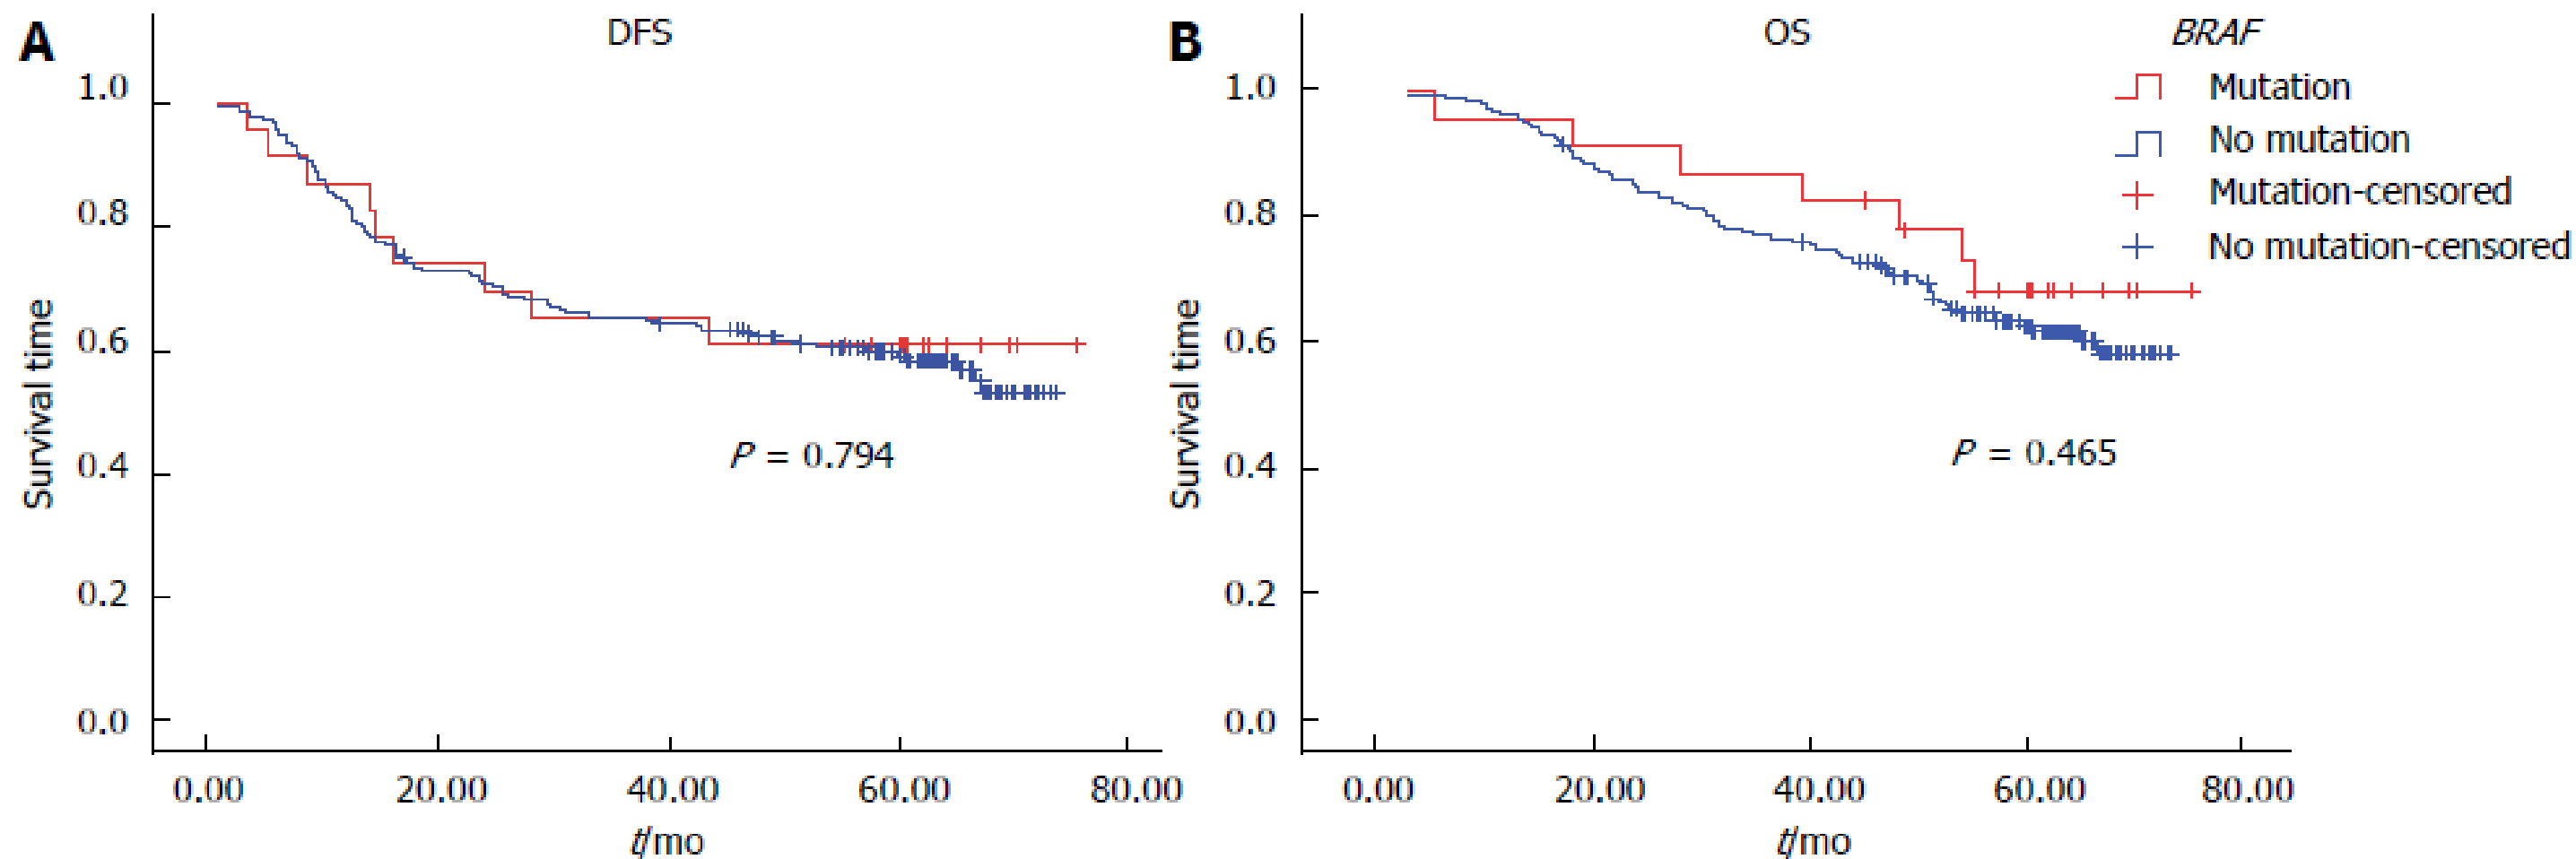 A
DFS
Survival time
1.0
0.8
0.6
0.4
0.2
0.0
P = 0.794
0.00 20.00 40.00 60.00 80.00
t/mo
B
OS
Survival time
1.0
0.8
0.6
0.4
0.2
0.0
P = 0.465
0.00 20.00 40.00 60.00 80.00
t/mo
BRAF
Mutation
No mutation
Mutation-censored
No mutation-censored